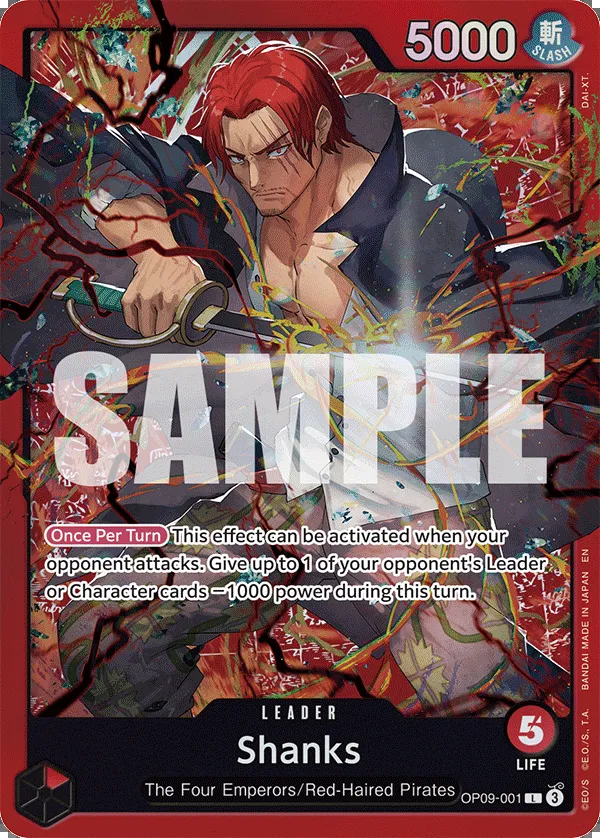 5000
斬
SLASH
DAI-XT.
SAMPLE
Once Per Turn This effect can be activated when your
opponent attacks. Give up to 1 of your opponent's Leader
or Character cards −1000 power during this turn.
LEADER
Shanks
5
LIFE
The Four Emperors/Red-Haired Pirates
OP09-001 L 3
©EO/S ©E.O./S., T.A. BANDAI MADE IN JAPAN EN